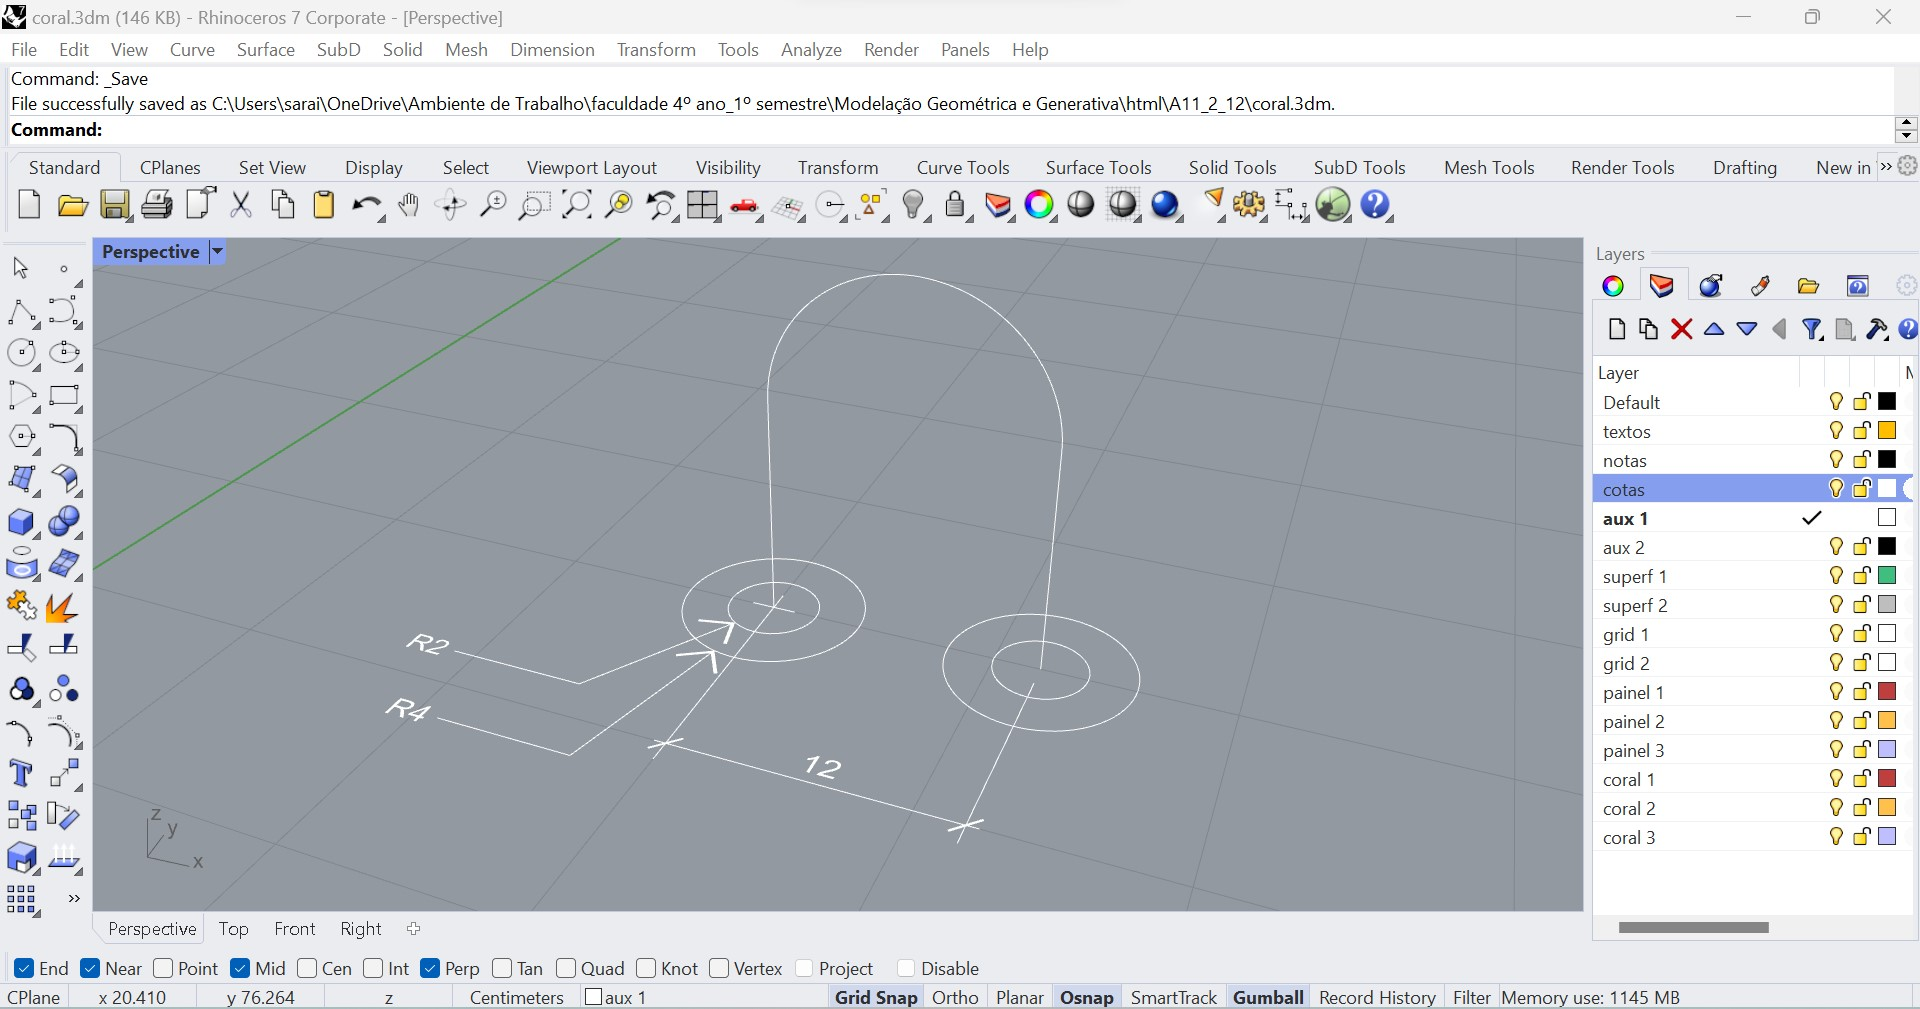 coral.3dm (146 KB) - Rhinoceros 7 Corporate - [Perspective]
File Edit View Curve Surface SubD Solid Mesh Dimension Transform Tools Analyze Render Panels Help
Command: _Save
File successfully saved as C:\Users\sarai\OneDrive\Ambiente de Trabalho\faculdade 4º ano_1º semestre\Modelação Geométrica e Generativa\html\A11_2_12\coral.3dm.
Command:
Standard CPlanes Set View Display Select Viewport Layout Visibility Transform Curve Tools Surface Tools Solid Tools SubD Tools Mesh Tools Render Tools Drafting New in »
Perspective
Layers
Layer
Default
textos
notas
cotas
aux 1
aux 2
superf 1
superf 2
grid 1
grid 2
painel 1
painel 2
painel 3
coral 1
coral 2
coral 3
R2
R4
12
z
y
x
Perspective Top Front Right
End Near Point Mid Cen Int Perp Tan Quad Knot Vertex Project Disable
CPlane x 20.410 y 76.264 z Centimeters aux 1 Grid Snap Ortho Planar Osnap SmartTrack Gumball Record History Filter Memory use: 1145 MB